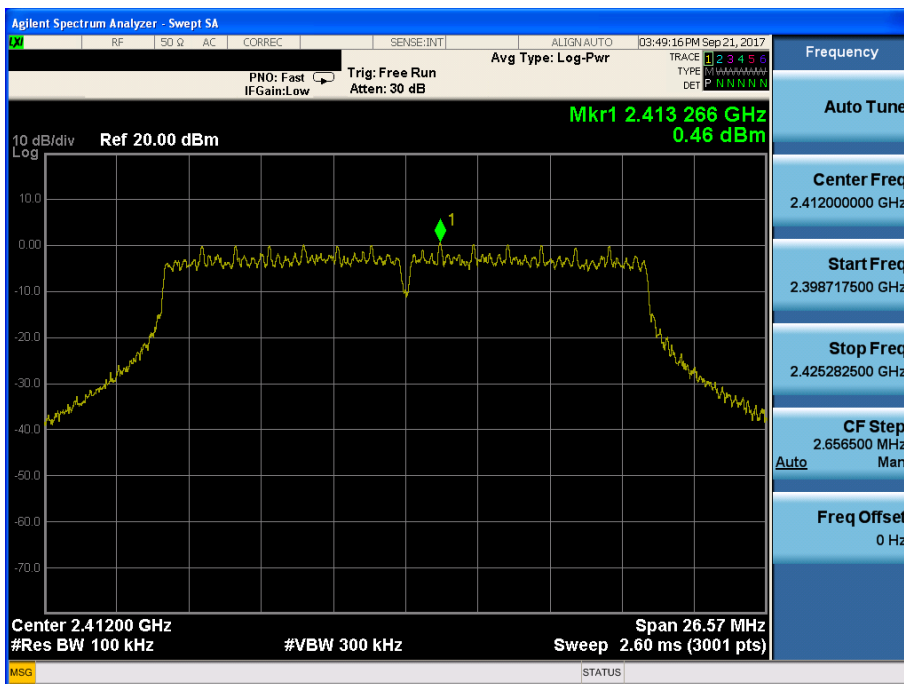 Agilent Spectrum Analyzer - Swept SA
LXI RF 50 Ω AC CORREC SENSE:INT ALIGN AUTO 03:49:16 PM Sep 21, 2017
Avg Type: Log-Pwr
TRACE 1 2 3 4 5 6
TYPE M WWWWW
DET P N N N N N
PNO: Fast Trig: Free Run
IFGain:Low Atten: 30 dB
Mkr1 2.413 266 GHz
0.46 dBm
10 dB/div Ref 20.00 dBm
Log
10.0
0.00
-10.0
-20.0
-30.0
-40.0
-50.0
-60.0
-70.0
1
Center 2.41200 GHz Span 26.57 MHz
#Res BW 100 kHz #VBW 300 kHz Sweep 2.60 ms (3001 pts)
MSG STATUS
Frequency
Auto Tune
Center Freq
2.412000000 GHz
Start Freq
2.398717500 GHz
Stop Freq
2.425282500 GHz
CF Step
2.656500 MHz
Auto Man
Freq Offset
0 Hz